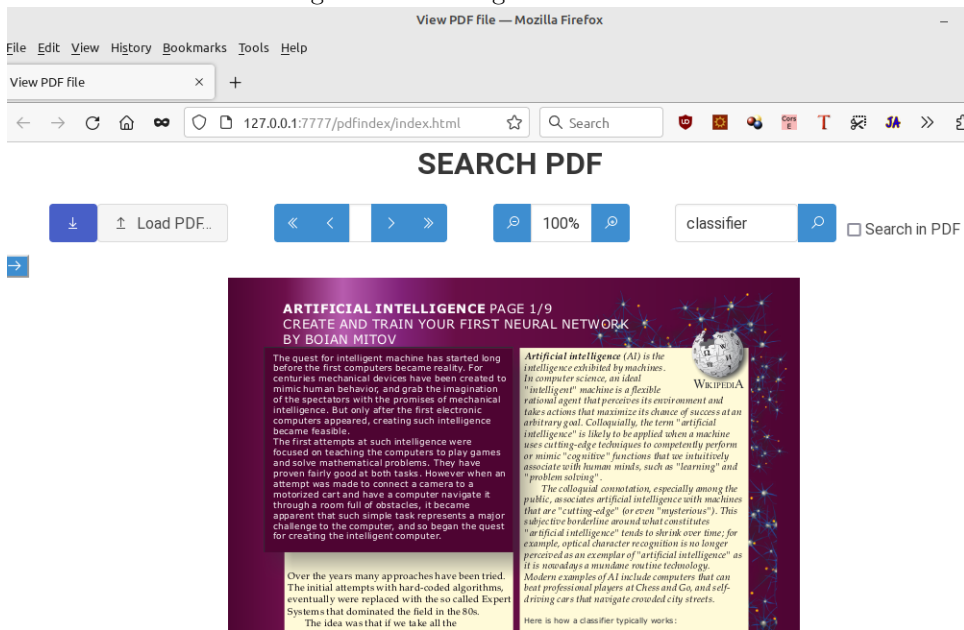 View PDF file — Mozilla Firefox
File Edit View History Bookmarks Tools Help
View PDF file
127.0.0.1:7777/pdfindex/index.html
Search
Cors
E
T
JA
SEARCH PDF
Load PDF...
100%
classifier
Search in PDF
ARTIFICIAL INTELLIGENCE PAGE 1/9
CREATE AND TRAIN YOUR FIRST NEURAL NETWORK
BY BOIAN MITOV
The quest for intelligent machine has started long
before the first computers became reality. For
centuries mechanical devices have been created to
mimic human behavior, and grab the imagination
of the spectators with the promises of mechanical
intelligence. But only after the first electronic
computers appeared, creating such intelligence
became feasible.
The first attempts at such intelligence were
focused on teaching the computers to play games
and solve mathematical problems. They have
proven fairly good at both tasks. However when an
attempt was made to connect a camera to a
motorized cart and have a computer navigate it
through a room full of obstacles, it became
apparent that such simple task represents a major
challenge to the computer, and so began the quest
for creating the intelligent computer.
Over the years many approaches have been tried.
The initial attempts with hard-coded algorithms,
eventually were replaced with the so called Expert
Systems that dominated the field in the 80s.
The idea was that if we take all the
Artificial intelligence (AI) is the
intelligence exhibited by machines.
In computer science, an ideal
"intelligent" machine is a flexible
rational agent that perceives its environment and
takes actions that maximize its chance of success at an
arbitrary goal. Colloquially, the term "artificial
intelligence" is likely to be applied when a machine
uses cutting-edge techniques to competently perform
or mimic "cognitive" functions that we intuitively
associate with human minds, such as "learning" and
"problem solving".
The colloquial connotation, especially among the
public, associates artificial intelligence with machines
that are "cutting-edge" (or even "mysterious"). This
subjective borderline around what constitutes
"artificial intelligence" tends to shrink over time; for
example, optical character recognition is no longer
perceived as an exemplar of "artificial intelligence" as
it is nowadays a mundane routine technology.
Modern examples of AI include computers that can
beat professional players at Chess and Go, and self-
driving cars that navigate crowded city streets.
Here is how a classifier typically works:
WIKIPEDIA